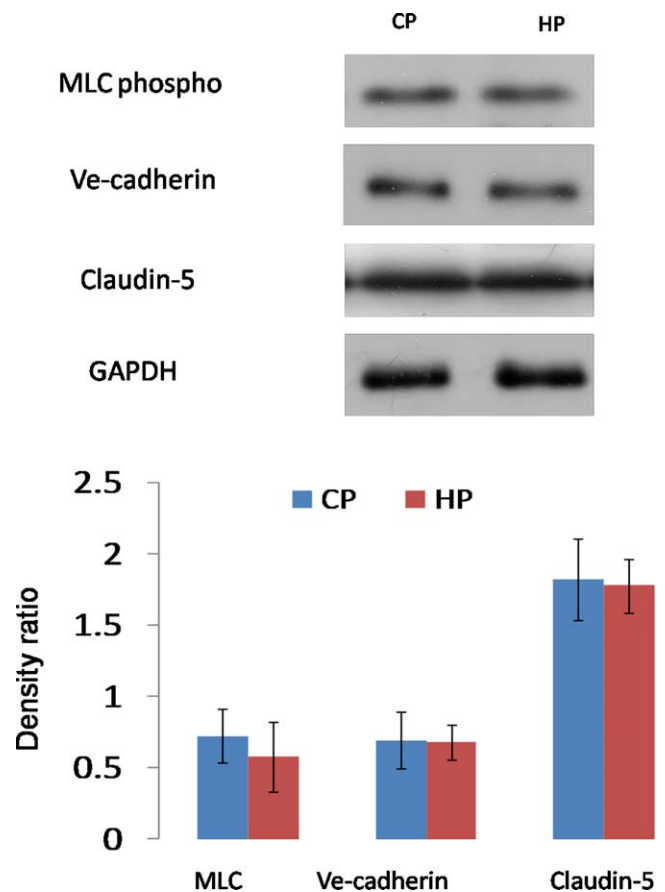 CP HP
MLC phospho
Ve-cadherin
Claudin-5
GAPDH
2.5
CP HP
2
1.5
1
0.5
0
Density ratio
MLC Ve-cadherin Claudin-5